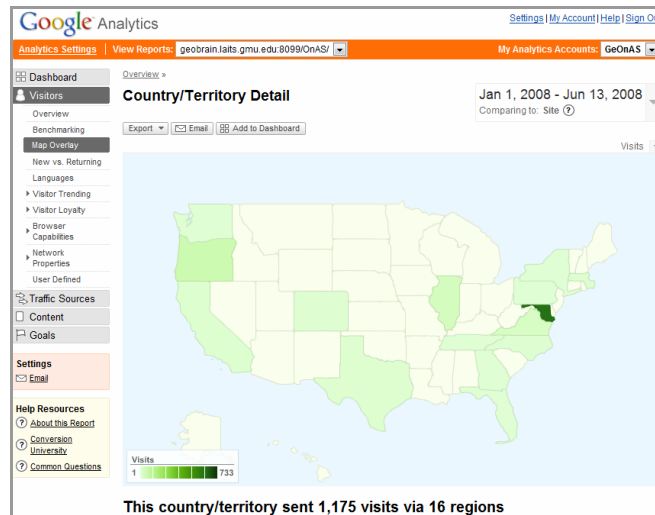 Google Analytics
Settings | My Account | Help | Sign O
Analytics Settings | View Reports: geobrain.laits.gmu.edu:8099/OnAS/
My Analytics Accounts: GeOnAS
Dashboard
Visitors
Overview
Benchmarking
Map Overlay
New vs. Returning
Languages
Visitor Trending
Visitor Loyalty
Browser
Capabilities
Network
Properties
User Defined
Traffic Sources
Content
Goals
Settings
Email
Help Resources
About this Report
Conversion
University
Common Questions
Overview »
Country/Territory Detail
Jan 1, 2008 - Jun 13, 2008
Comparing to: Site
Export
Email
Add to Dashboard
Visits
Visits
1 733
This country/territory sent 1,175 visits via 16 regions